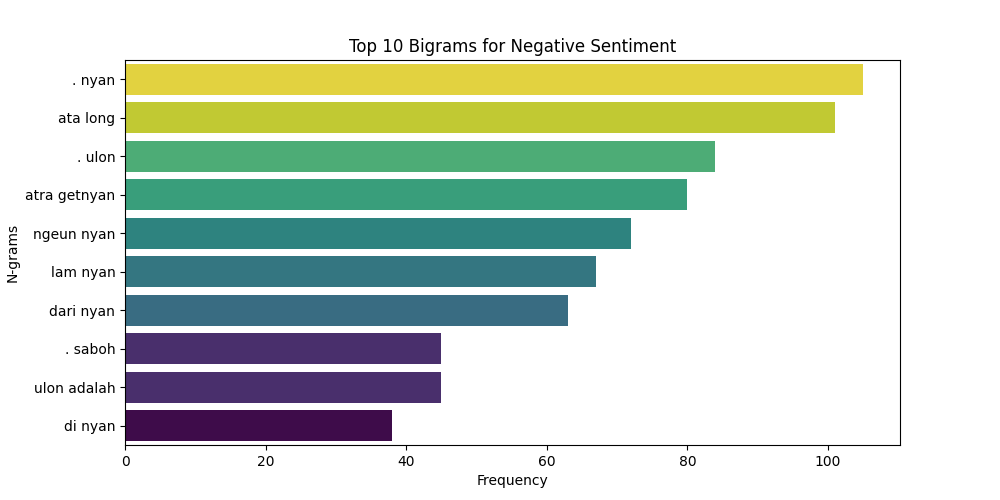 Top 10 Bigrams for Negative Sentiment
. nyan
ata long
. ulon
atra getnyan
ngeun nyan
lam nyan
dari nyan
. saboh
ulon adalah
di nyan
N-grams
0 20 40 60 80 100
Frequency